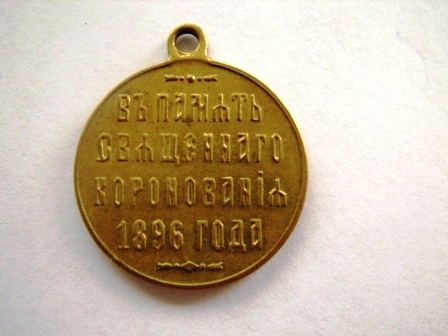 ВЪ ПАМѦТЬ
СВѦЩЕННАГО
КОРОНОВАНІѦ
1896 ГОДА